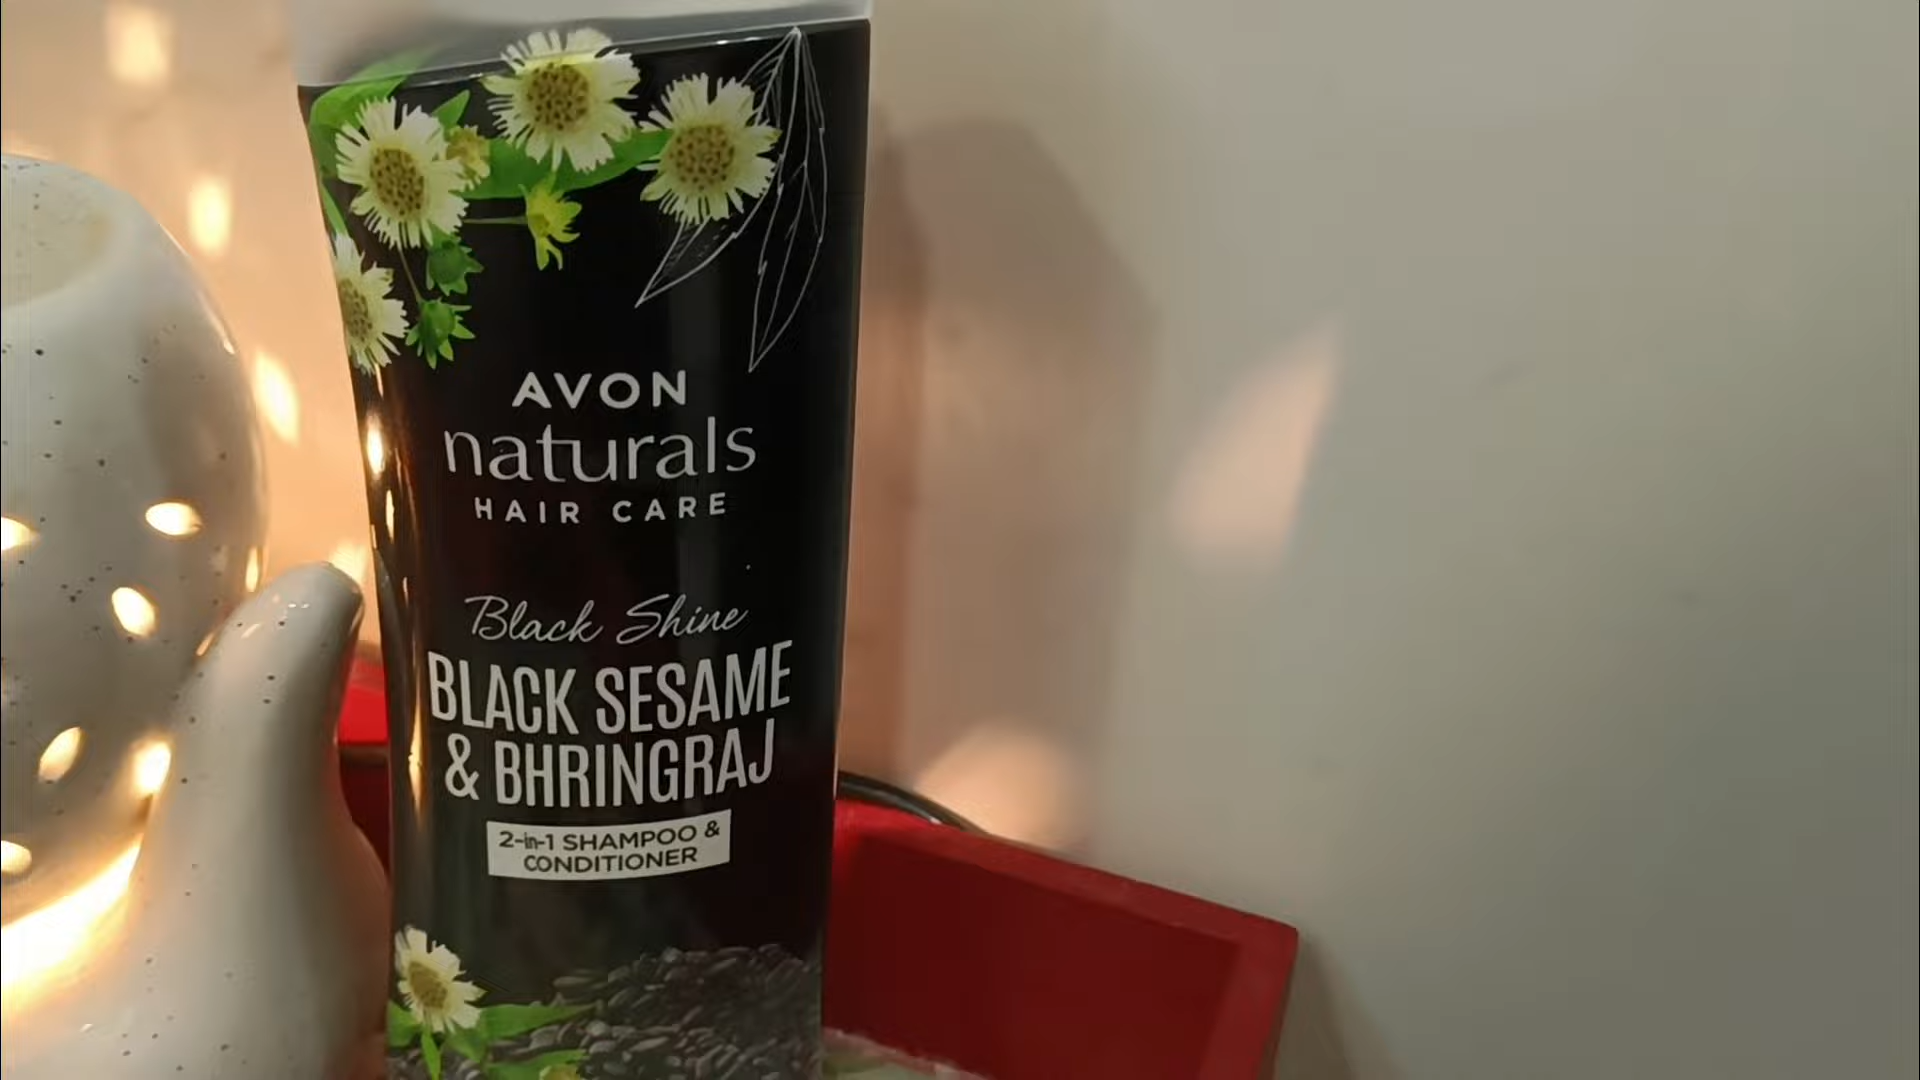 AVON
naturals
HAIR CARE
Black Shine
BLACK SESAME
& BHRINGRAJ
2-in-1 SHAMPOO &
CONDITIONER